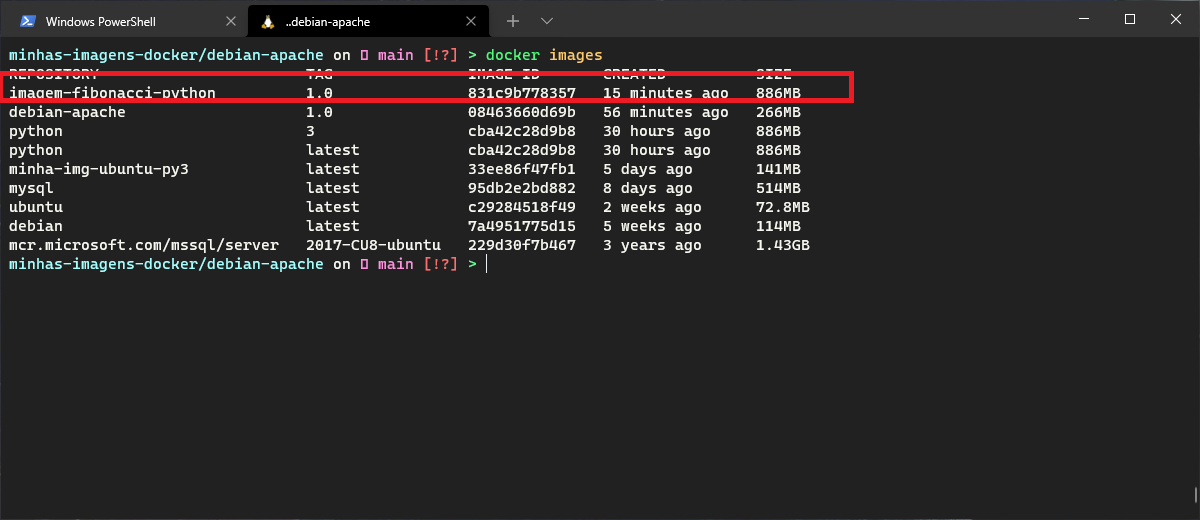 Windows PowerShell
..debian-apache
minhas-imagens-docker/debian-apache on main [!?] > docker images
REPOSITORY TAG IMAGE ID CREATED SIZE
imagem-fibonacci-python 1.0 831c9b778357 15 minutes ago 886MB
debian-apache 1.0 08463660d69b 56 minutes ago 266MB
python 3 cba42c28d9b8 30 hours ago 886MB
python latest cba42c28d9b8 30 hours ago 886MB
minha-img-ubuntu-py3 latest 33ee86f47fb1 5 days ago 141MB
mysql latest 95db2e2bd882 8 days ago 514MB
ubuntu latest c29284518f49 2 weeks ago 72.8MB
debian latest 7a4951775d15 5 weeks ago 114MB
mcr.microsoft.com/mssql/server 2017-CU8-ubuntu 229d30f7b467 3 years ago 1.43GB
minhas-imagens-docker/debian-apache on main [!?] >